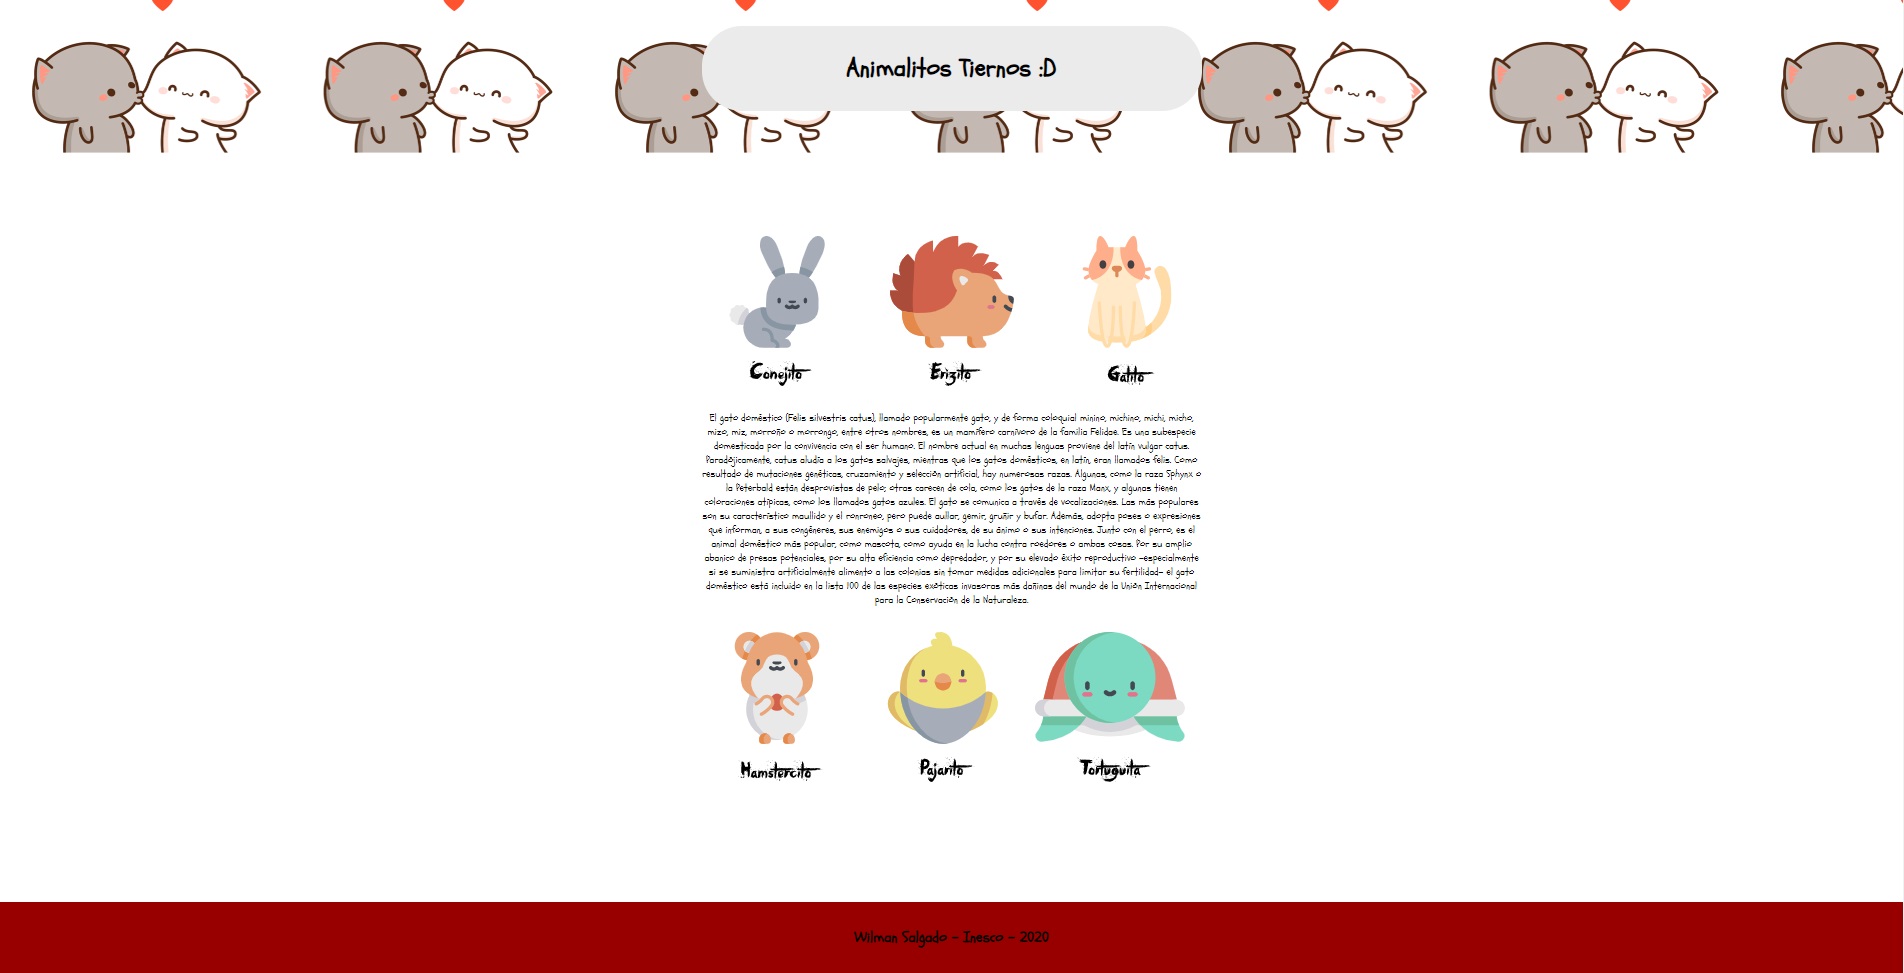 Animalitos Tiernos :D
Conejito
Erizito
Gatito
El gato doméstico (Felis silvestris catus), llamado popularmente gato, y de forma coloquial minino, michino, michi, micho,
mizo, miz, morroño o morrongo, entre otros nombres, es un mamífero carnívoro de la familia Felidae. Es una subespecie
domesticada por la convivencia con el ser humano. El nombre actual en muchas lenguas proviene del latín vulgar catus.
Paradójicamente, catus aludía a los gatos salvajes, mientras que los gatos domésticos, en latín, eran llamados felis. Como
resultado de mutaciones genéticas, cruzamiento y selección artificial, hay numerosas razas. Algunas, como la raza Sphynx o
la Peterbald están desprovistas de pelo; otras carecen de cola, como los gatos de la raza Manx, y algunas tienen
coloraciones atípicas, como los llamados gatos azules. El gato se comunica a través de vocalizaciones. Las más populares
son su característico maullido y el ronroneo, pero puede aullar, gemir, gruñir y bufar. Además, adopta poses o expresiones
que informan, a sus congéneres, sus enemigos o sus cuidadores, de su ánimo o sus intenciones. Junto con el perro, es el
animal doméstico más popular, como mascota, como ayuda en la lucha contra roedores o ambas cosas. Por su amplio
abanico de presas potenciales, por su alta eficiencia como depredador, y por su elevado éxito reproductivo -especialmente
si se suministra artificialmente alimento a las colonias sin tomar medidas adicionales para limitar su fertilidad- el gato
doméstico está incluido en la lista 100 de las especies exóticas invasoras más dañinas del mundo de la Unión Internacional
para la Conservación de la Naturaleza.
Hamstercito
Pajarito
Tortuguita
Wilman Salgado - Inesco - 2020